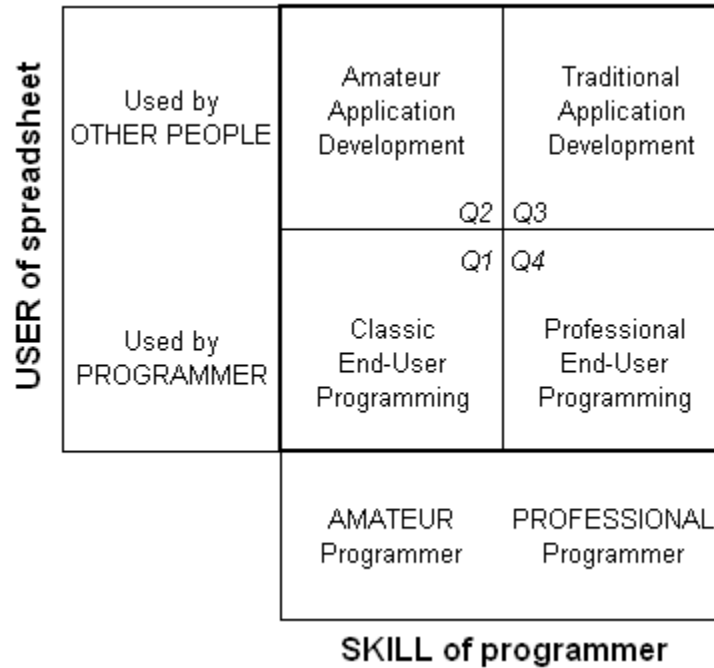 USER of spreadsheet
Used by
OTHER PEOPLE
Amateur
Application
Development
Traditional
Application
Development
Q2
Q3
Used by
PROGRAMMER
Q1
Q4
Classic
End-User
Programming
Professional
End-User
Programming
AMATEUR
Programmer
PROFESSIONAL
Programmer
SKILL of programmer